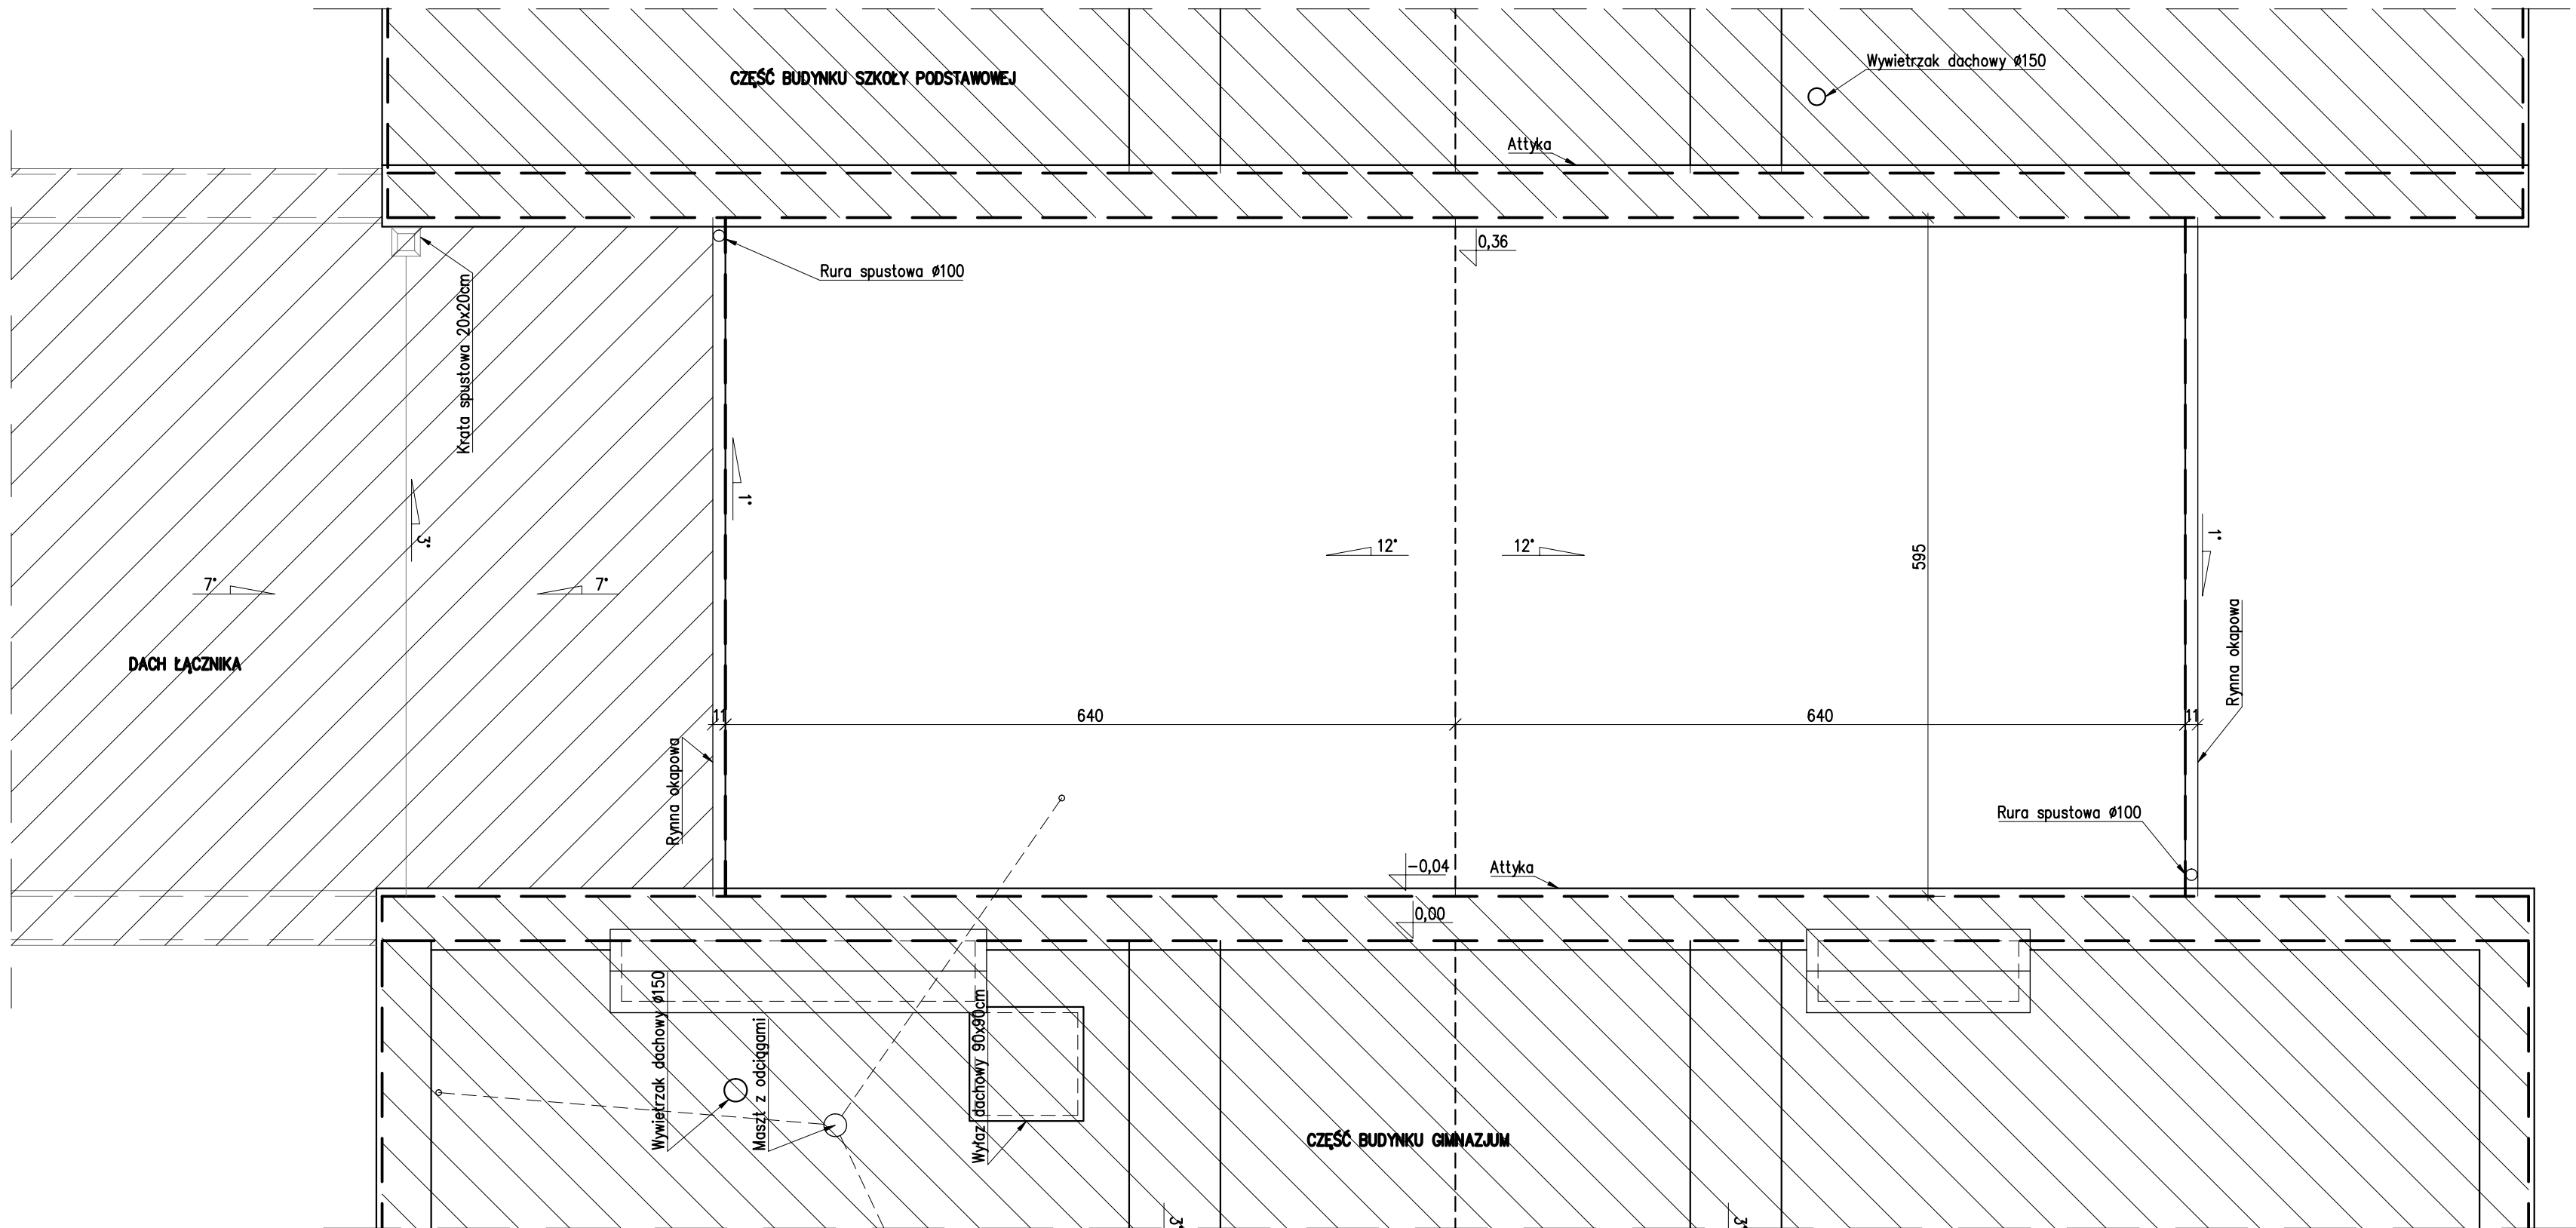 CZĘŚĆ BUDYNKU SZKOŁY PODSTAWOWEJ
Wywietrzak dachowy ø150
Attyka
0,36
Rura spustowa ø100
Krata spustowa 20x20cm
1°
3°
7°
7°
12°
12°
595
1°
Rynna okapowa
DACH ŁĄCZNIKA
11
640
640
11
Rynna okapowa
Rura spustowa ø100
-0,04
Attyka
0,00
Wywietrzak dachowy ø150
Maszt z odciągami
Wyłaz dachowy 90x90cm
CZĘŚĆ BUDYNKU GIMNAZJUM
3°
3°